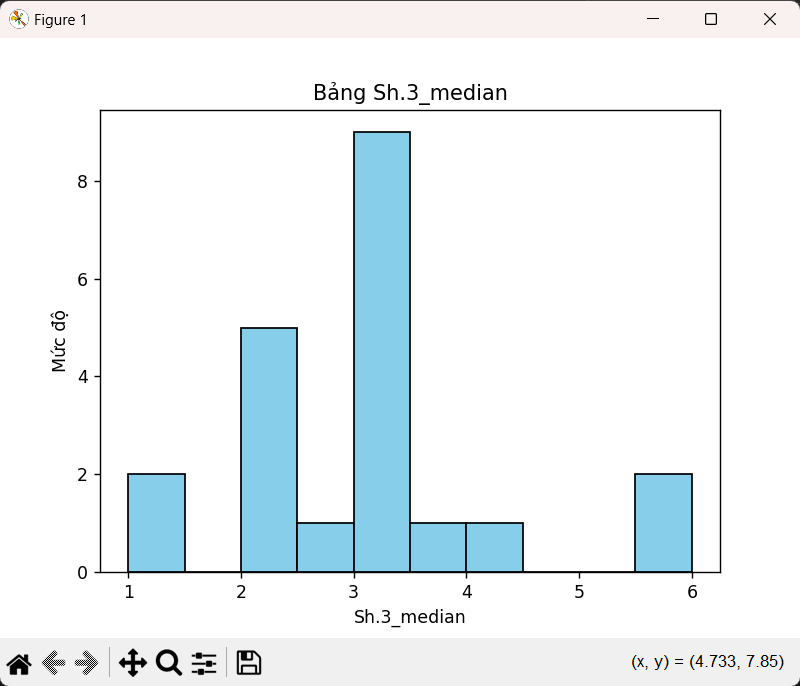 Figure 1
Bảng Sh.3_median
8
6
4
2
0
Mức độ
1 2 3 4 5 6
Sh.3_median
(x, y) = (4.733, 7.85)